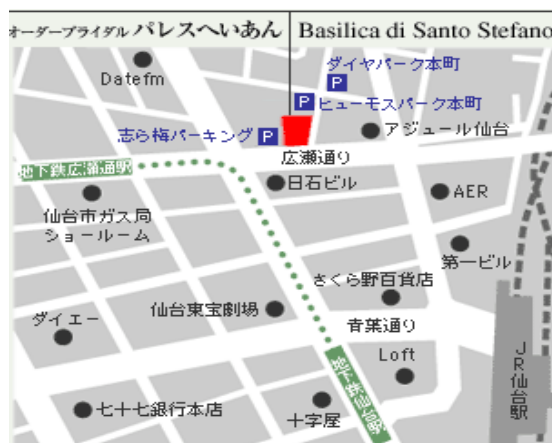 オーダーブライダル パレスへいあん
Basilica di Santo Stefano
ダイヤパーク本町
Datefm
P
P
ヒューモスパーク本町
志ら梅パーキング P
アジュール仙台
広瀬通り
地下鉄広瀬通駅
日石ビル
AER
仙台市ガス局
ショールーム
第一ビル
さくら野百貨店
仙台東宝劇場
ダイエー
青葉通り
JR仙台駅
地下鉄仙台駅
Loft
七十七銀行本店
十字屋